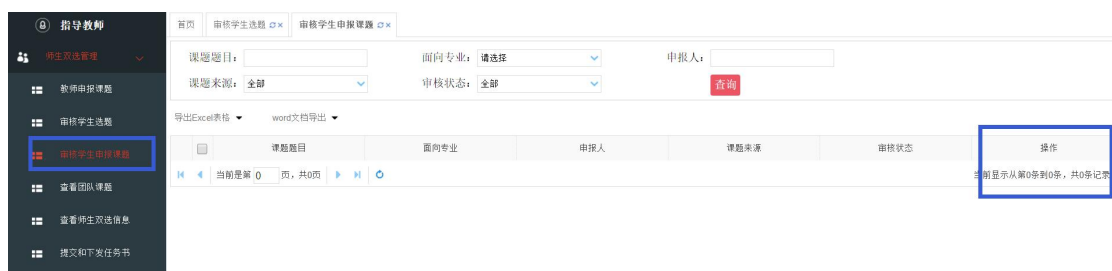 指导教师
师生双选管理
教师申报课题
审核学生选题
审核学生申报课题
查看团队课题
查看师生双选信息
提交和下发任务书
首页 审核学生选题 审核学生申报课题
课题题目： 面向专业： 请选择 申报人：
课题来源： 全部 审核状态： 全部 查询
导出Excel表格 word文档导出
课题题目 面向专业 申报人 课题来源 审核状态 操作
当前是第 0 页，共0页 当前显示从第0条到0条，共0条记录